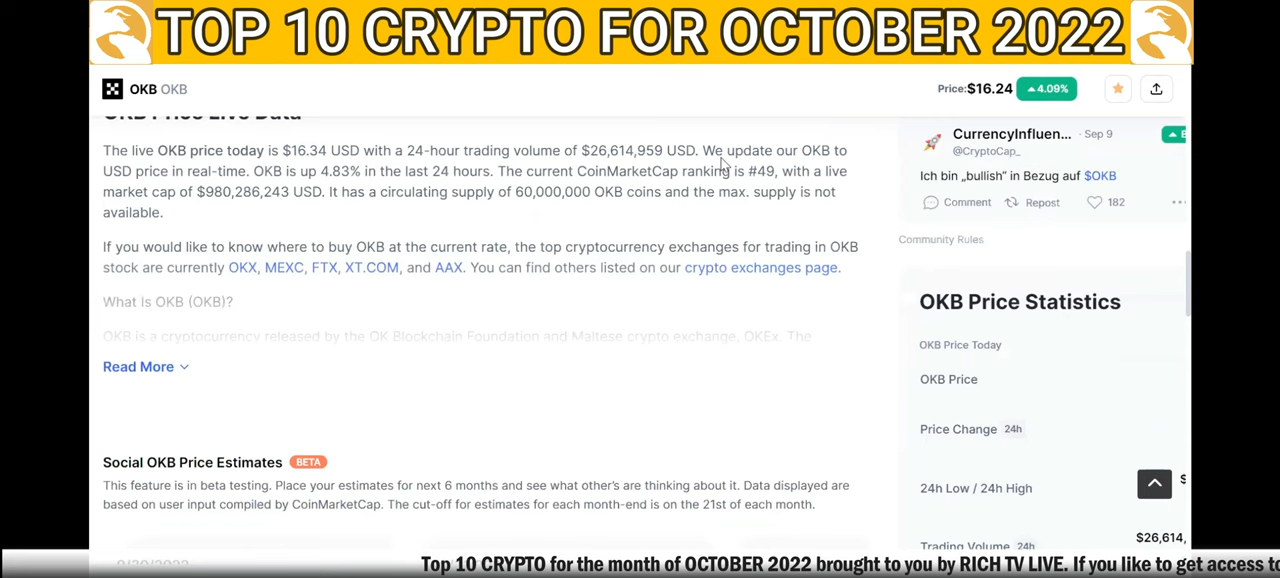 TOP 10 CRYPTO FOR OCTOBER 2022
OKB OKB
Price:$16.24 4.09%
OKB Price Live Data
The live OKB price today is $16.34 USD with a 24-hour trading volume of $26,614,959 USD. We update our OKB to
USD price in real-time. OKB is up 4.83% in the last 24 hours. The current CoinMarketCap ranking is #49, with a live
market cap of $980,286,243 USD. It has a circulating supply of 60,000,000 OKB coins and the max. supply is not
available.
If you would like to know where to buy OKB at the current rate, the top cryptocurrency exchanges for trading in OKB
stock are currently OKX, MEXC, FTX, XT.COM, and AAX. You can find others listed on our crypto exchanges page.
What Is OKB (OKB)?
OKB is a cryptocurrency released by the OK Blockchain Foundation and Maltese crypto exchange, OKEx. The
Read More
Social OKB Price Estimates BETA
This feature is in beta testing. Place your estimates for next 6 months and see what other's are thinking about it. Data displayed are
based on user input compiled by CoinMarketCap. The cut-off for estimates for each month-end is on the 21st of each month.
CurrencyInfluen... · Sep 9
@CryptoCap_
Ich bin „bullish" in Bezug auf $OKB
Comment Repost 182 ...
Community Rules
OKB Price Statistics
OKB Price Today
OKB Price
Price Change 24h
24h Low / 24h High
$
Trading Volume 24h
$26,614,
Top 10 CRYPTO for the month of OCTOBER 2022 brought to you by RICH TV LIVE. If you like to get access to